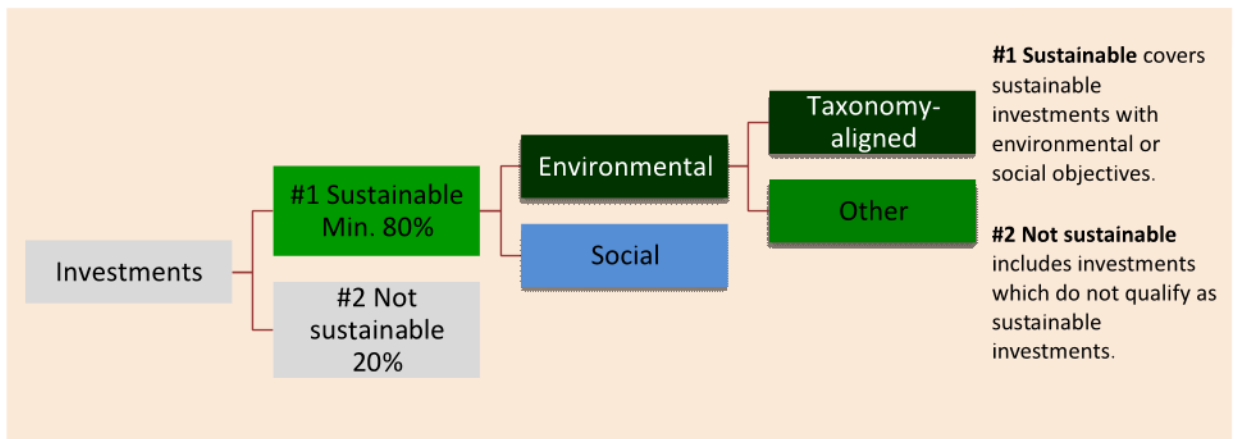 Investments
#1 Sustainable
Min. 80%
#2 Not
sustainable
20%
Environmental
Social
Taxonomy-
aligned
Other
#1 Sustainable covers
sustainable
investments with
environmental or
social objectives.
#2 Not sustainable
includes investments
which do not qualify as
sustainable
investments.